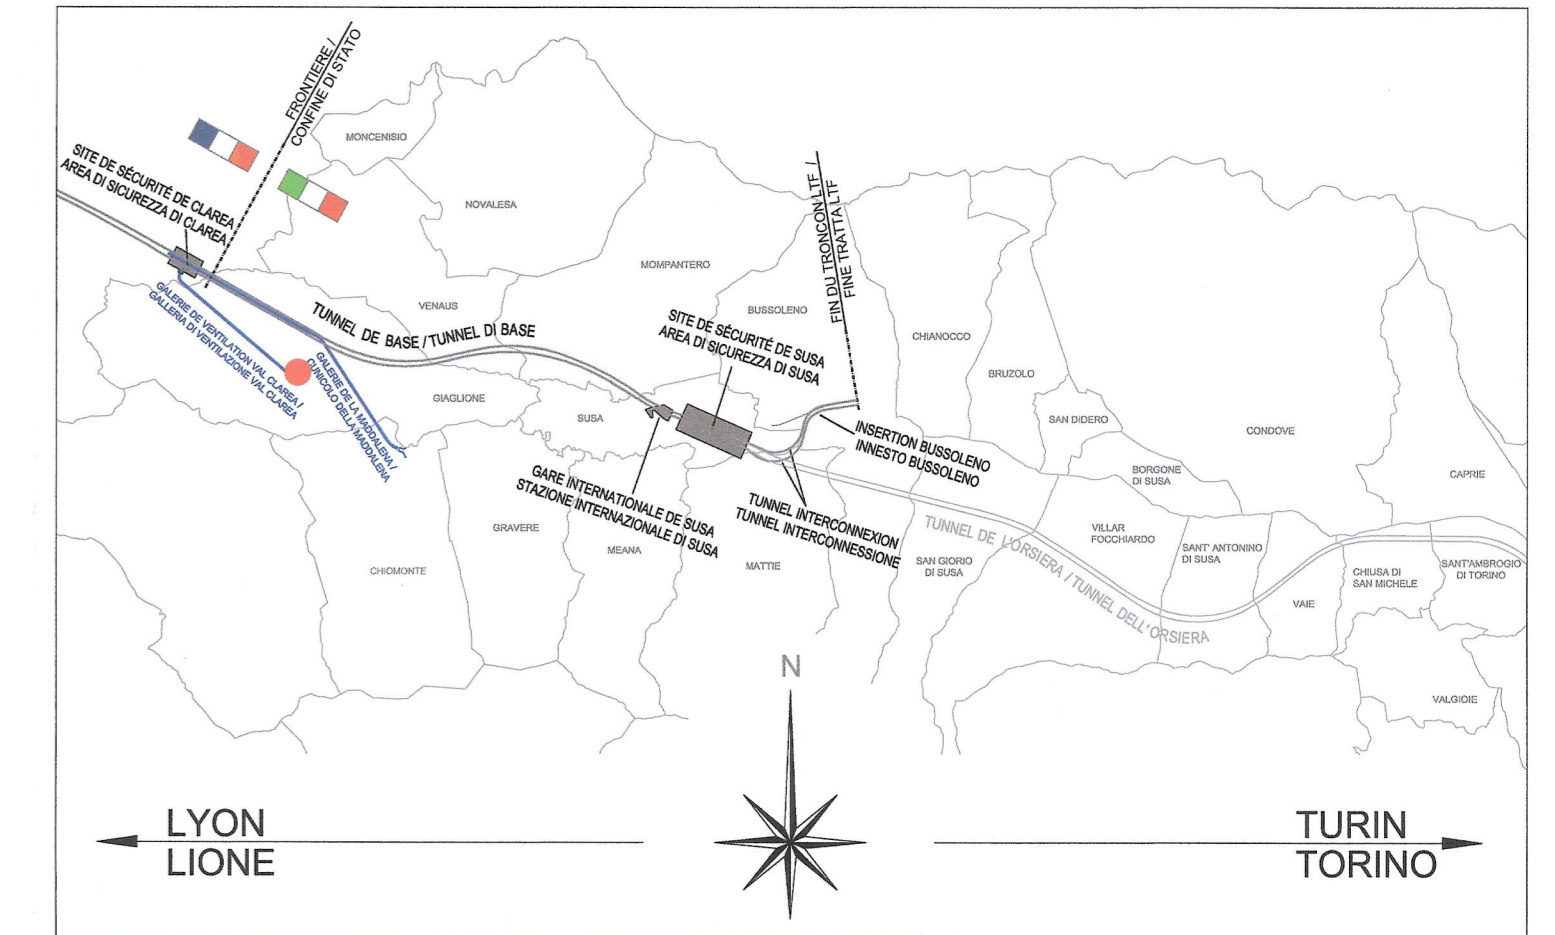 FRONTIERE /
CONFINE DI STATO
MONCENISIO
SITE DE SÉCURITÉ DE CLAREA
AREA DI SICUREZZA DI CLAREA
NOVALESA
FIN DU TRONCON LTF /
FINE TRATTA LTF
MOMPANTERO
VENAUS
BUSSOLENO
GALERIE DE VENTILATION VAL CLAREA /
GALLERIA DI VENTILAZIONE VAL CLAREA
TUNNEL DE BASE / TUNNEL DI BASE
SITE DE SÉCURITÉ DE SUSA
AREA DI SICUREZZA DI SUSA
CHIANOCCO
BRUZOLO
GALERIE DE LA MADDALENA /
CUNICOLO DELLA MADDALENA
GIAGLIONE
SUSA
SAN DIDERO
CONDOVE
INSERTION BUSSOLENO
INNESTO BUSSOLENO
BORGONE
DI SUSA
CAPRIE
GARE INTERNATIONALE DE SUSA
STAZIONE INTERNAZIONALE DI SUSA
TUNNEL INTERCONNEXION
TUNNEL INTERCONNESSIONE
GRAVERE
MEANA
MATTIE
CHIOMONTE
SAN GIORIO
DI SUSA
TUNNEL DE L'ORSIERA / TUNNEL DELL'ORSIERA
VILLAR
FOCCHIARDO
SANT' ANTONINO
DI SUSA
VAIE
CHIUSA DI
SAN MICHELE
SANT'AMBROGIO
DI TORINO
VALGIOIE
N
LYON
LIONE
TURIN
TORINO